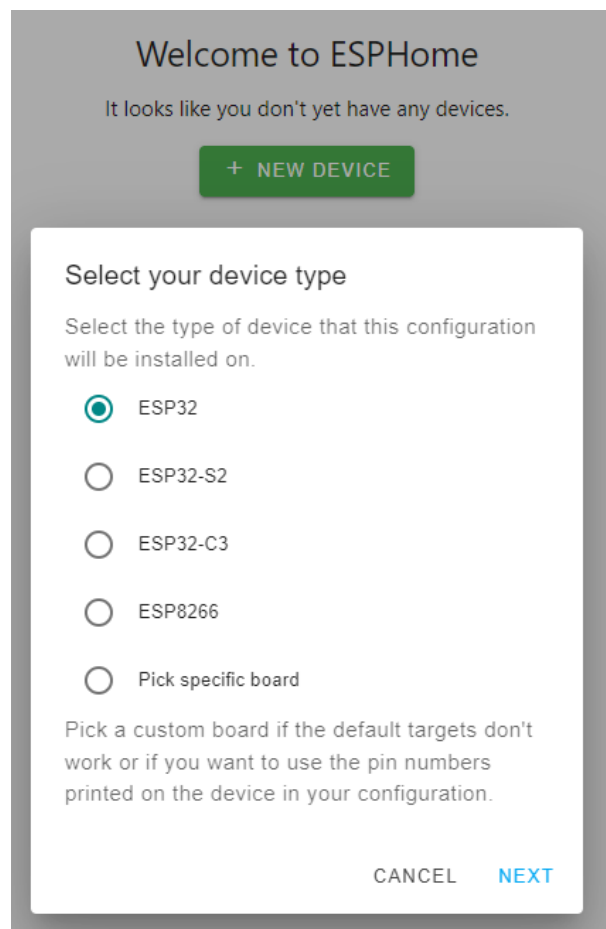 Welcome to ESPHome
It looks like you don't yet have any devices.
+ NEW DEVICE
Select your device type
Select the type of device that this configuration
will be installed on.
ESP32
ESP32-S2
ESP32-C3
ESP8266
Pick specific board
Pick a custom board if the default targets don't
work or if you want to use the pin numbers
printed on the device in your configuration.
CANCEL NEXT